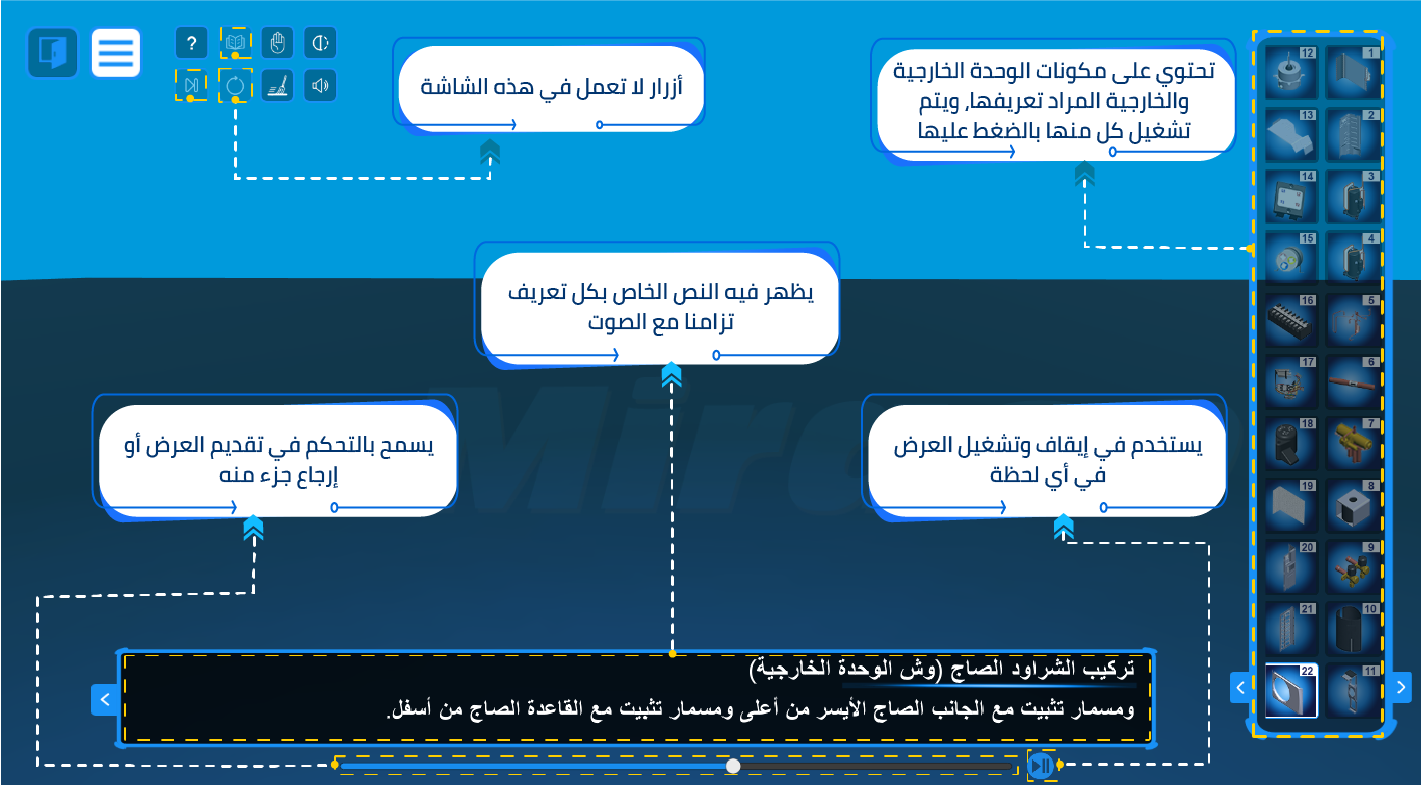 ?
أزرار لا تعمل في هذه الشاشة
تحتوي على مكونات الوحدة الخارجية
والخارجية المراد تعريفها، ويتم
تشغيل كل منها بالضغط عليها
يظهر فيه النص الخاص بكل تعريف
تزامنا مع الصوت
يسمح بالتحكم في تقديم العرض أو
إرجاع جزء منه
يستخدم في إيقاف وتشغيل العرض
في أي لحظة
1
12
2
13
3
14
4
15
5
16
6
17
7
18
8
19
9
20
10
21
11
22
تركيب الشراود الصاج (وش الوحدة الخارجية)
ومسمار تثبيت مع الجانب الصاج الأيسر من أعلى ومسمار تثبيت مع القاعدة الصاج من أسفل.